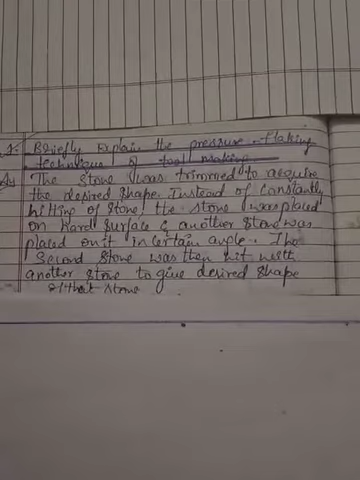 1. Briefly Explain the pressure flaking
technique of tool making
A) The stone was trimmed to acquire
the desired shape. Instead of constantly
hitting of stone, the stone was placed
on hard surface & another stone was
placed on it in certain angle. The
Second stone was then hit with
another stone to give desired shape
of that stone